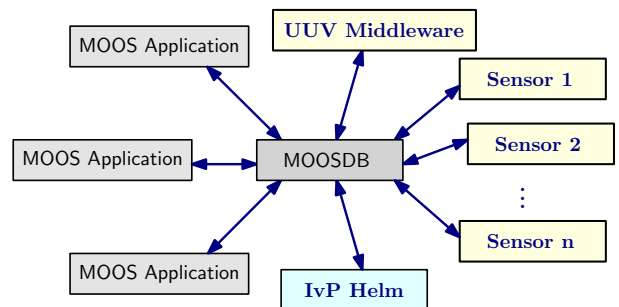 UUV Middleware
MOOS Application
Sensor 1
Sensor 2
MOOS Application
MOOSDB
⋮
Sensor n
MOOS Application
IvP Helm